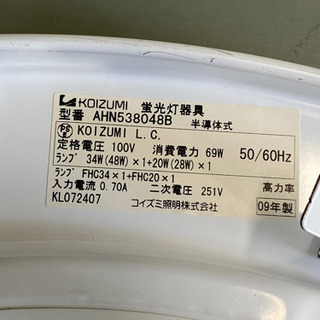 KOIZUMI 蛍光灯器具
型番 AHN538048B 半導体式
PS E KOIZUMI L.C.
定格電圧 100V 消費電力 69W 50/60Hz
ランプ 34W(48W)×1+20W(28W)×1
ランプ FHC34×1+FHC20×1
入力電流 0.70A 二次電圧 251V 高力率
KL072407 コイズミ照明株式会社 09年製